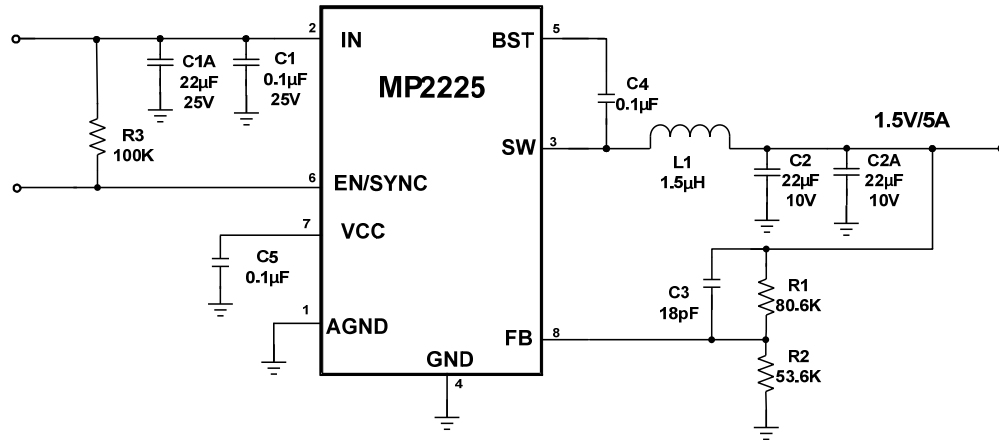 2
IN
BST
5
C1A
22µF
25V
C1
0.1µF
25V
MP2225
C4
0.1µF
1.5V/5A
R3
100K
SW
3
L1
1.5µH
C2
22µF
10V
C2A
22µF
10V
6
EN/SYNC
7
VCC
C5
0.1µF
C3
18pF
R1
80.6K
1
AGND
FB
8
GND
4
R2
53.6K